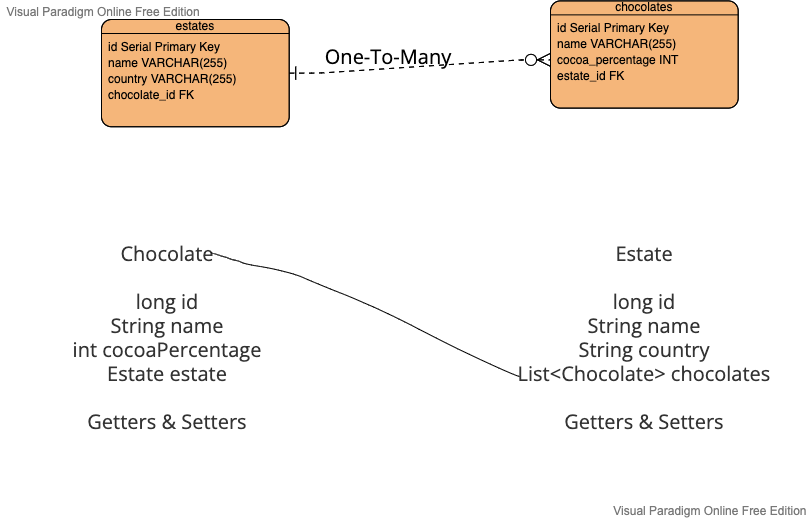 Visual Paradigm Online Free Edition
estates
id Serial Primary Key
name VARCHAR(255)
country VARCHAR(255)
chocolate_id FK
One-To-Many
chocolates
id Serial Primary Key
name VARCHAR(255)
cocoa_percentage INT
estate_id FK
Chocolate
long id
String name
int cocoaPercentage
Estate estate
Getters & Setters
Estate
long id
String name
String country
List<Chocolate> chocolates
Getters & Setters
Visual Paradigm Online Free Edition